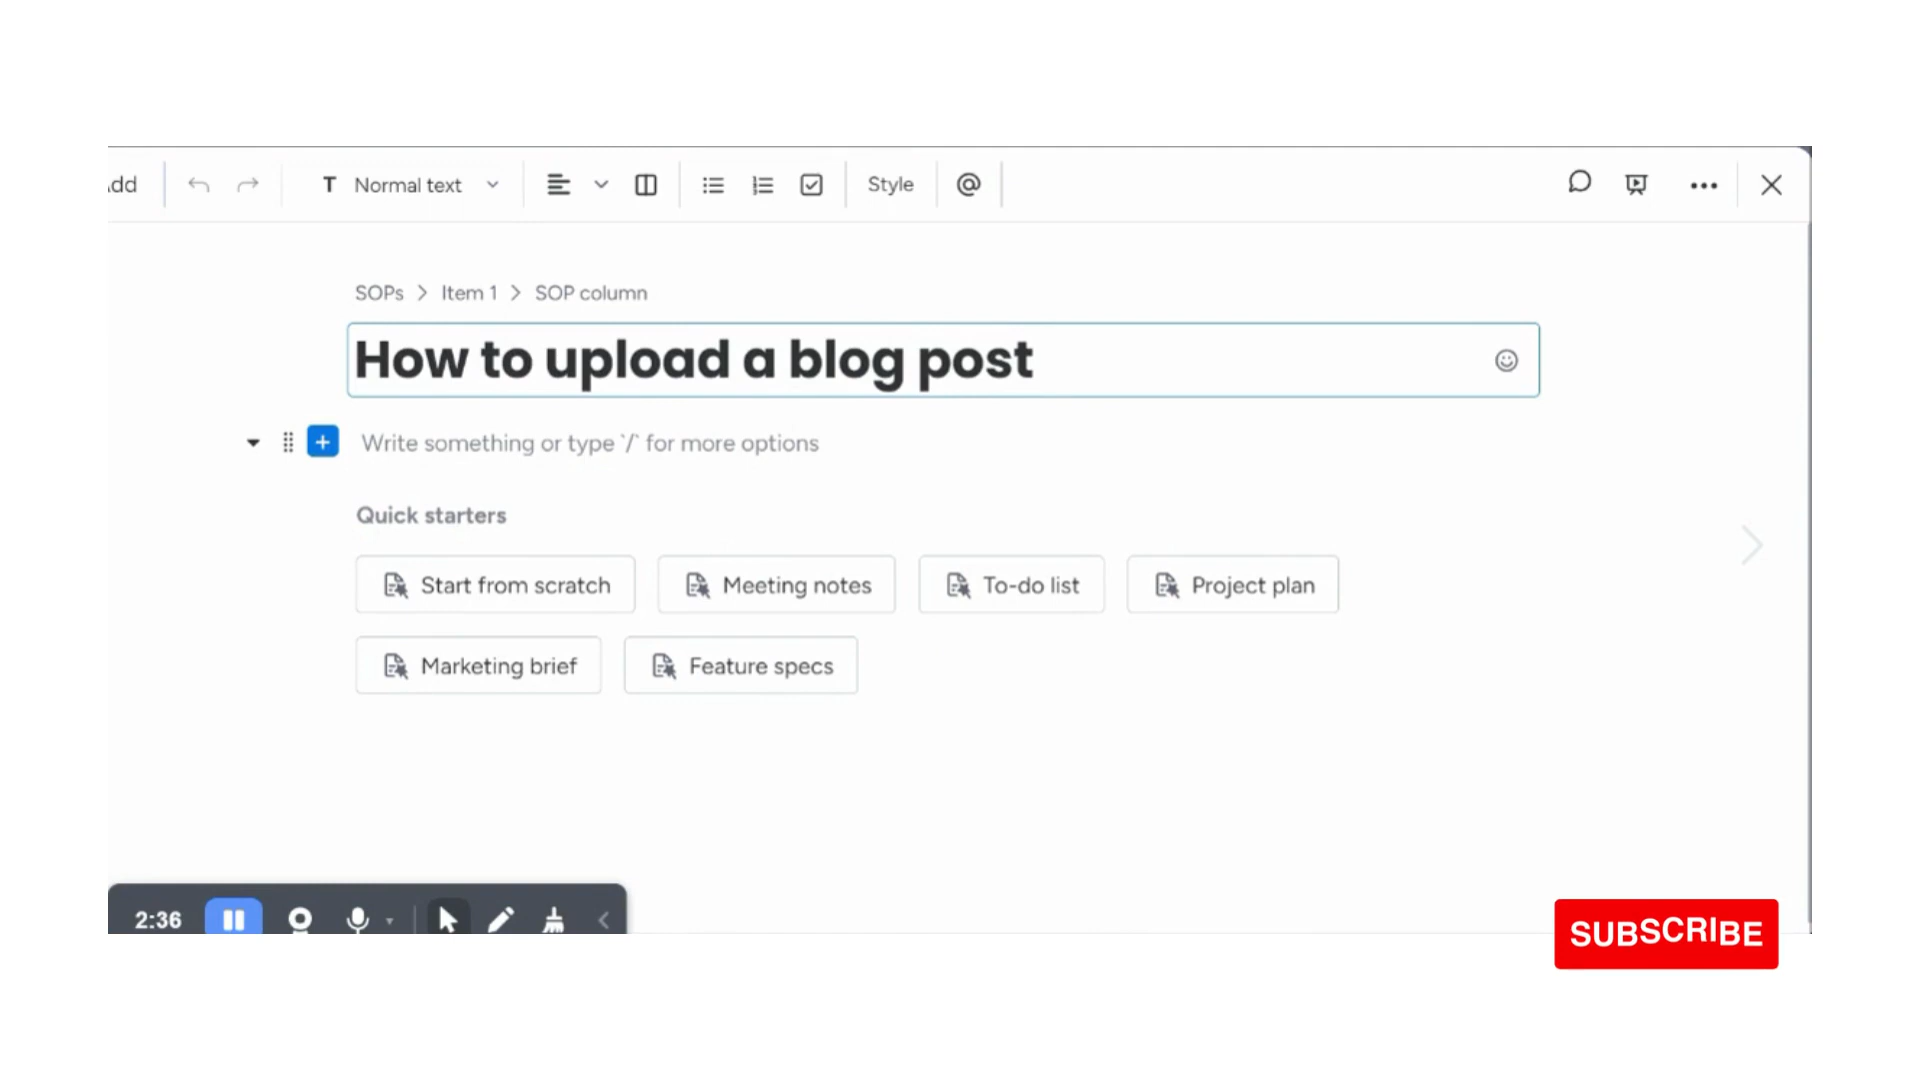 dd
T Normal text
Style
@
SOPs > Item 1 > SOP column
How to upload a blog post
Write something or type `/` for more options
Quick starters
Start from scratch
Meeting notes
To-do list
Project plan
Marketing brief
Feature specs
2:36
SUBSCRIBE